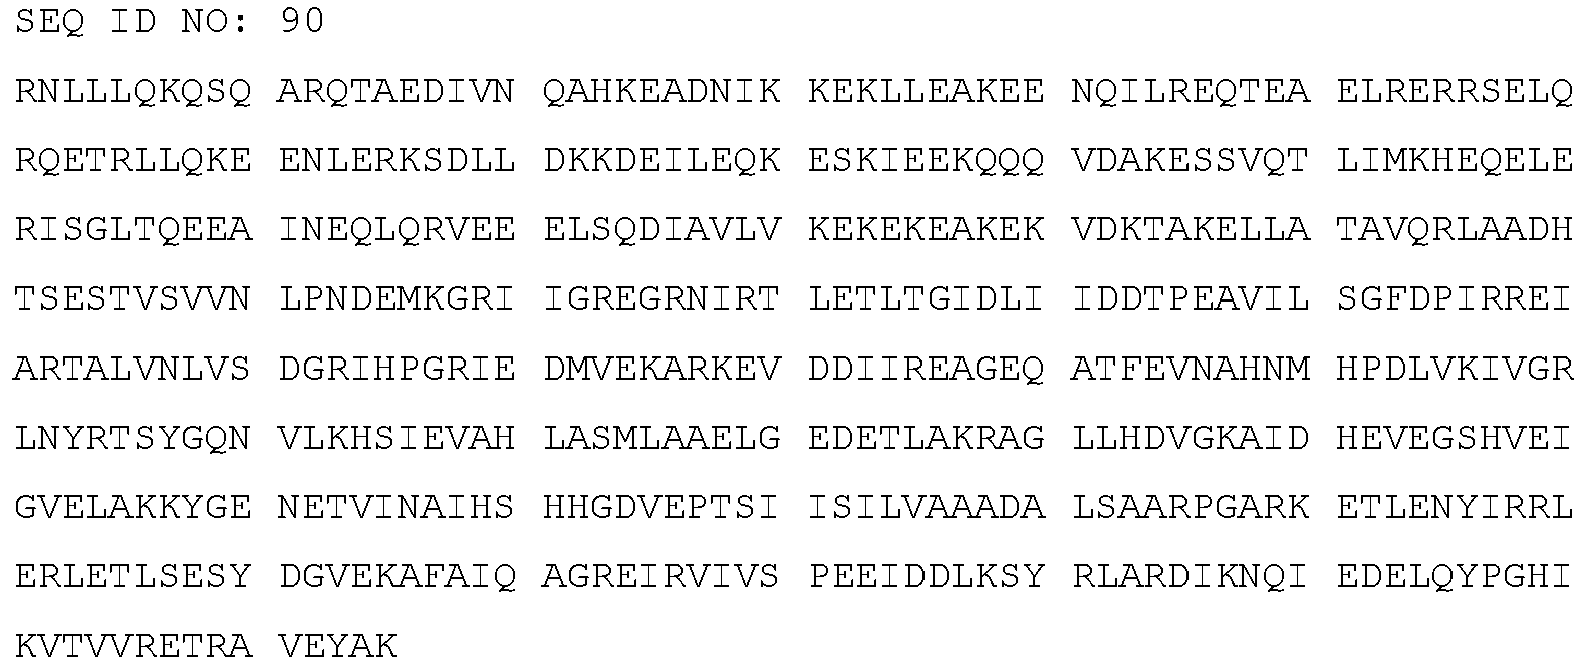 SEQ ID NO: 90
RNLLLQKQSQ ARQTAEDIVN QAHKEADNIK KEKLLEAKEE NQILREQTEA ELRERRSELQ
RQETRLLQKE ENLERKSDLL DKKDEILEQK ESKIEEKQQQ VDAKESSVQT LIMKHEQELE
RISGLTQEEA INEQLQRVEE ELSQDIAVLV KEKEKEAKEK VDKTAKELLA TAVQRLAADH
TSESTVSVVN LPNDEMKGRI IGREGRNIRT LETLTGIDLI IDDTPEAVIL SGFDPIRREI
ARTALVNLVS DGRIHPGRIE DMVEKARKEV DDIIREAGEQ ATFEVNAHNM HPDLVKIVGR
LNYRTSYGQN VLKHSIEVAH LASMLAAELG EDETLAKRAG LLHDVGKAID HEVEGSHVEI
GVELAKKYGE NETVINAIHS HHGDVEPTSI ISILVAAADA LSAARPGARK ETLENYIRRL
ERLETLSESY DGVEKAFAIQ AGREIRVIVS PEEIDDLKSY RLARDIKNQI EDELQYPGHI
KVTVVRETRA VEYAK